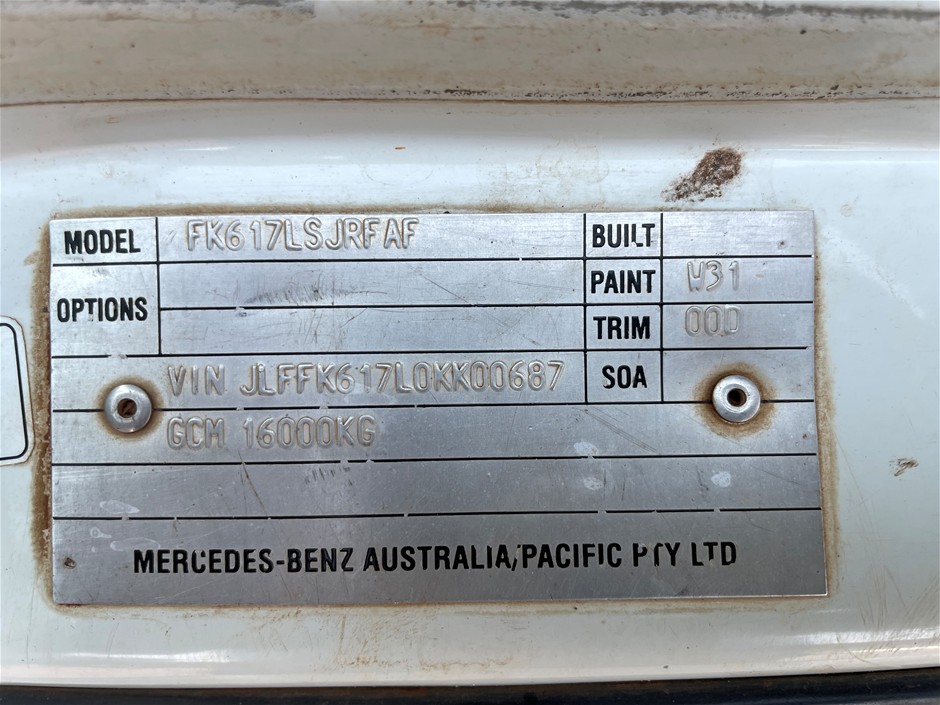 MODEL FK617LSJRFAF BUILT
OPTIONS PAINT W31
TRIM 00D
VIN JLFFK617L0KK00687 SOA
GCM 16000KG
MERCEDES-BENZ AUSTRALIA/PACIFIC PTY LTD